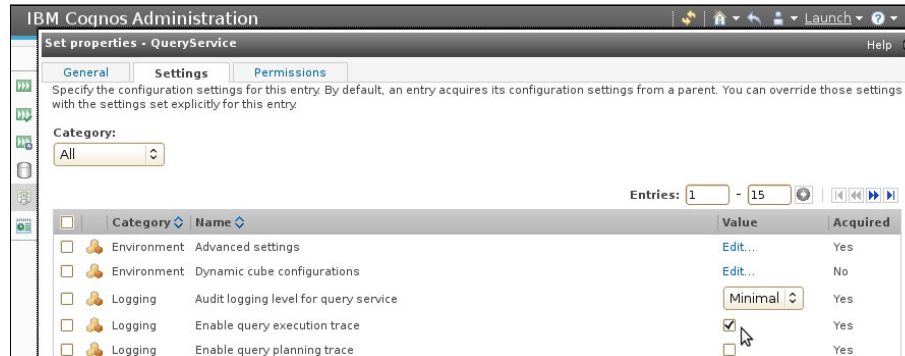 IBM Cognos Administration
Launch
Set properties - QueryService
Help
General Settings Permissions
Specify the configuration settings for this entry. By default, an entry acquires its configuration settings from a parent. You can override those settings
with the settings set explicitly for this entry.
Category:
All
Entries: 1 - 15
Category Name Value Acquired
Environment Advanced settings Edit... Yes
Environment Dynamic cube configurations Edit... No
Logging Audit logging level for query service Minimal Yes
Logging Enable query execution trace Yes
Logging Enable query planning trace Yes